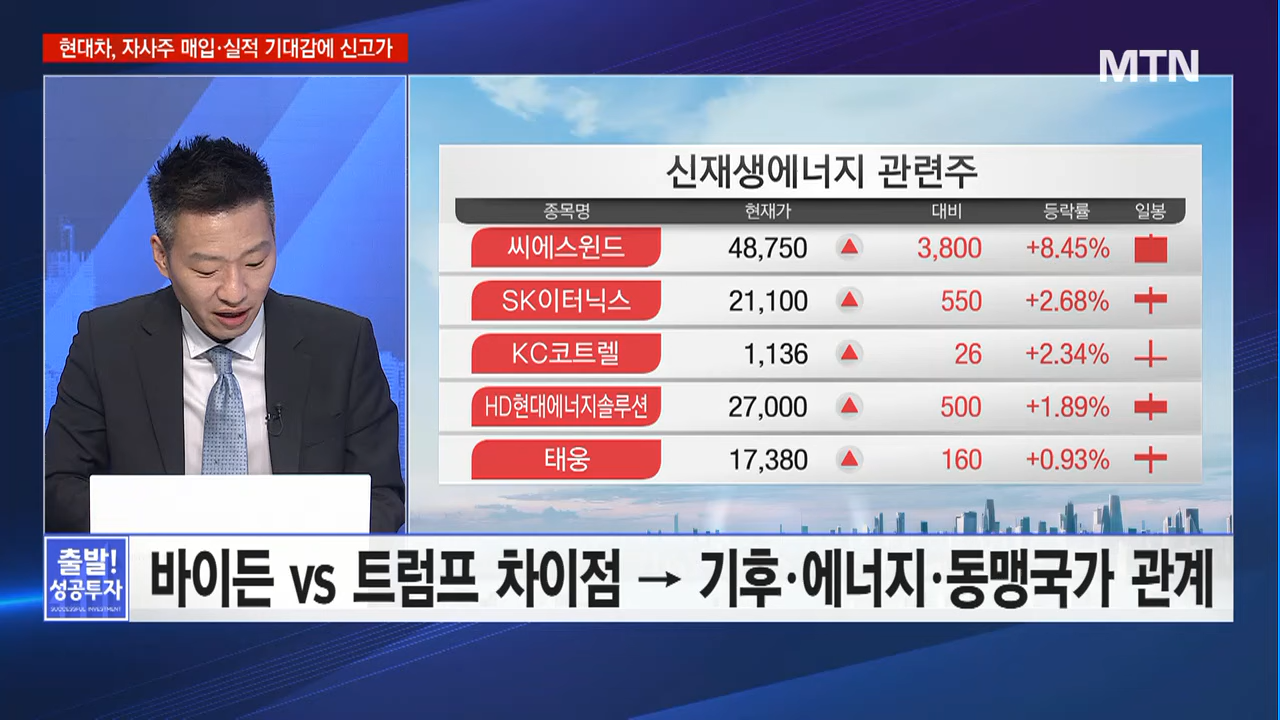 현대차, 자사주 매입·실적 기대감에 신고가
MTN
신재생에너지 관련주
종목명 현재가 대비 등락률 일봉
씨에스윈드 48,750 ▲ 3,800 +8.45%
SK이터닉스 21,100 ▲ 550 +2.68%
KC코트렐 1,136 ▲ 26 +2.34%
HD현대에너지솔루션 27,000 ▲ 500 +1.89%
태웅 17,380 ▲ 160 +0.93%
출발!
성공투자
SUCCESSFUL INVESTMENT
바이든 vs 트럼프 차이점 → 기후·에너지·동맹국가 관계